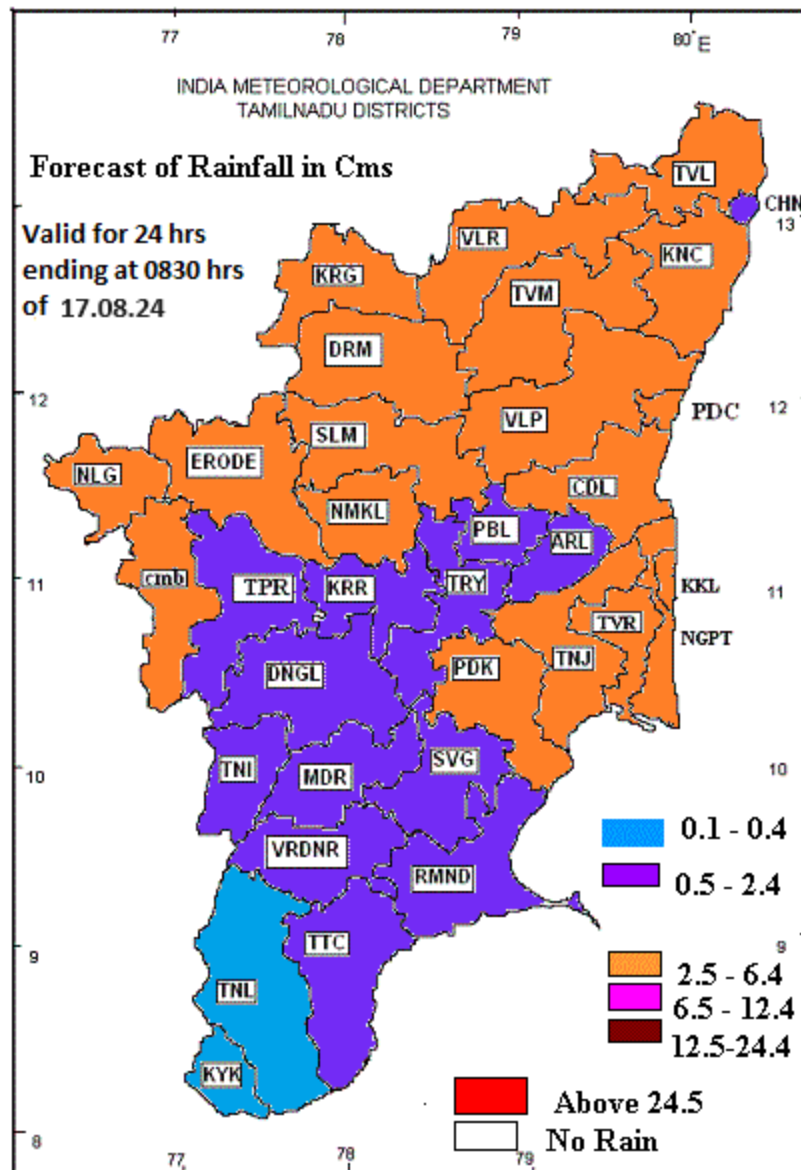 77 78 79 80° E
INDIA METEOROLOGICAL DEPARTMENT
TAMILNADU DISTRICTS
Forecast of Rainfall in Cms
TVL
CHN
13
Valid for 24 hrs
ending at 0830 hrs
of 17.08.24
VLR
KNC
KRG
TVM
DRM
12
12
PDC
VLP
SLM
ERODE
NLG
CDL
NMKL
PBL
ARL
11
cmb
TPR
KRR
TRY
KKL
11
TVR
NGPT
DNGL
PDK
TNJ
10
TNI
MDR
SVG
10
0.1 - 0.4
VRDNR
RMND
0.5 - 2.4
9
TTC
9
2.5 - 6.4
TNL
6.5 - 12.4
12.5-24.4
KYK
Above 24.5
No Rain
8
77 78 79